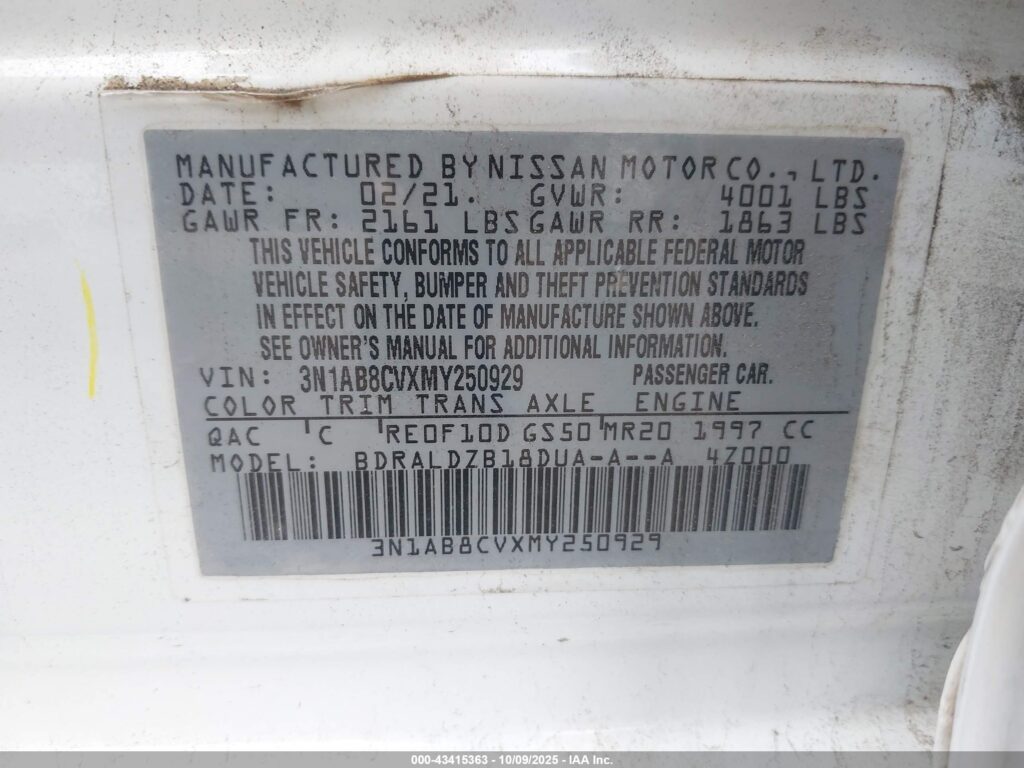 MANUFACTURED BY NISSAN MOTOR CO., LTD.
DATE: 02/21. GVWR: 4001 LBS
GAWR FR: 2161 LBS GAWR RR: 1863 LBS
THIS VEHICLE CONFORMS TO ALL APPLICABLE FEDERAL MOTOR
VEHICLE SAFETY, BUMPER AND THEFT PREVENTION STANDARDS
IN EFFECT ON THE DATE OF MANUFACTURE SHOWN ABOVE.
SEE OWNER'S MANUAL FOR ADDITIONAL INFORMATION.
VIN: 3N1AB8CVXMY250929 PASSENGER CAR.
COLOR TRIM TRANS AXLE ENGINE
QAC C RE0F10D GS50 MR20 1997 CC
MODEL: BDRALDZB18DUA-A--A 4Z000
3N1AB8CVXMY250929
000-43415363 - 10/09/2025 - IAA Inc.